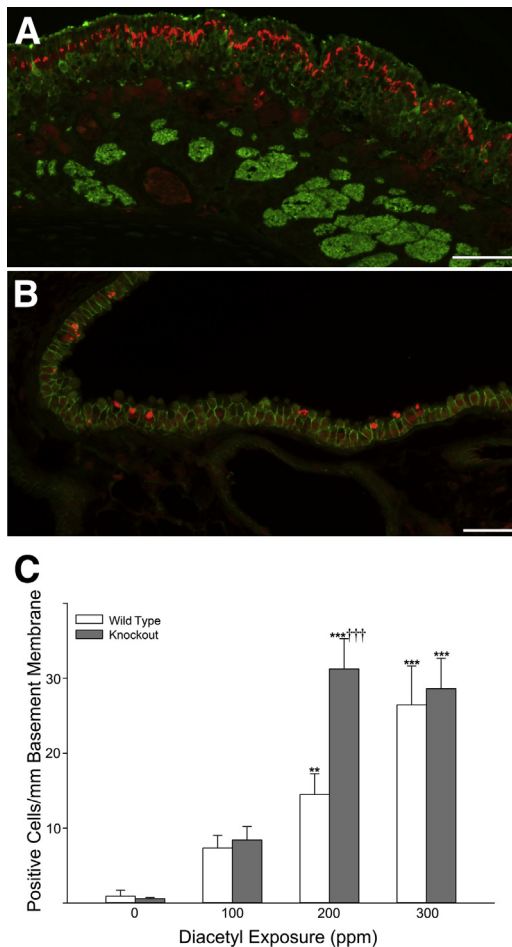 A
B
C
Positive Cells/mm Basement Membrane
Wild Type
Knockout
30
20
10
***†††
**
***
***
0
100
200
300
Diacetyl Exposure (ppm)